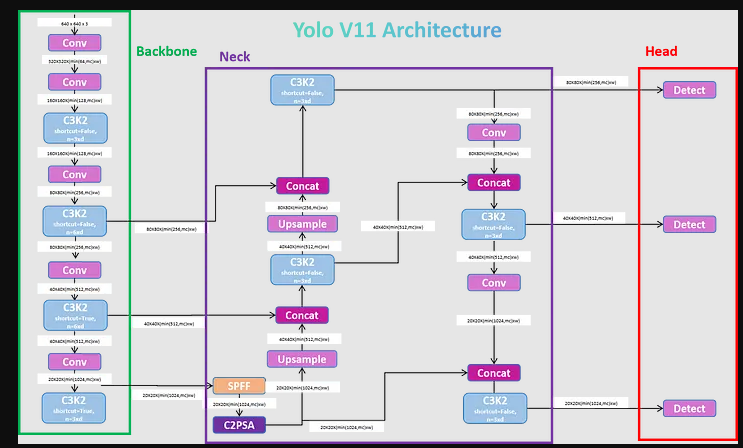 Yolo V11 Architecture
Backbone
640 x 640 x 3
Conv
320X320X(min(64,mc)xw)
Conv
160X160X(min(128,mc)xw)
C3K2
shortcut=False,
n=3xd
160X160X(min(128,mc)xw)
Conv
80X80X(min(256,mc)xw)
C3K2
shortcut=False,
n=6xd
80X80X(min(256,mc)xw)
80X80X(min(256,mc)xw)
Conv
40X40X(min(512,mc)xw)
C3K2
shortcut=True,
n=6xd
40X40X(min(512,mc)xw)
40X40X(min(512,mc)xw)
Conv
20X20X(min(1024,mc)xw)
20X20X(min(1024,mc)xw)
C3K2
shortcut=True,
n=3xd
Neck
C3K2
shortcut=False,
n=3xd
Concat
80X80X(min(256,mc)xw)
Upsample
40X40X(min(512,mc)xw)
C3K2
shortcut=False,
n=3xd
40X40X(min(512,mc)xw)
Concat
40X40X(min(512,mc)xw)
Upsample
20X20X(min(1024,mc)xw)
SPFF
20X20X(min(1024,mc)xw)
C2PSA
20X20X(min(1024,mc)xw)
80X80X(min(256,mc)xw)
Conv
80X80X(min(256,mc)xw)
Concat
C3K2
shortcut=False,
n=3xd
40X40X(min(512,mc)xw)
Conv
20X20X(min(1024,mc)xw)
Concat
C3K2
shortcut=False,
n=3xd
Head
80X80X(min(256,mc)xw)
Detect
40X40X(min(512,mc)xw)
Detect
20X20X(min(1024,mc)xw)
Detect